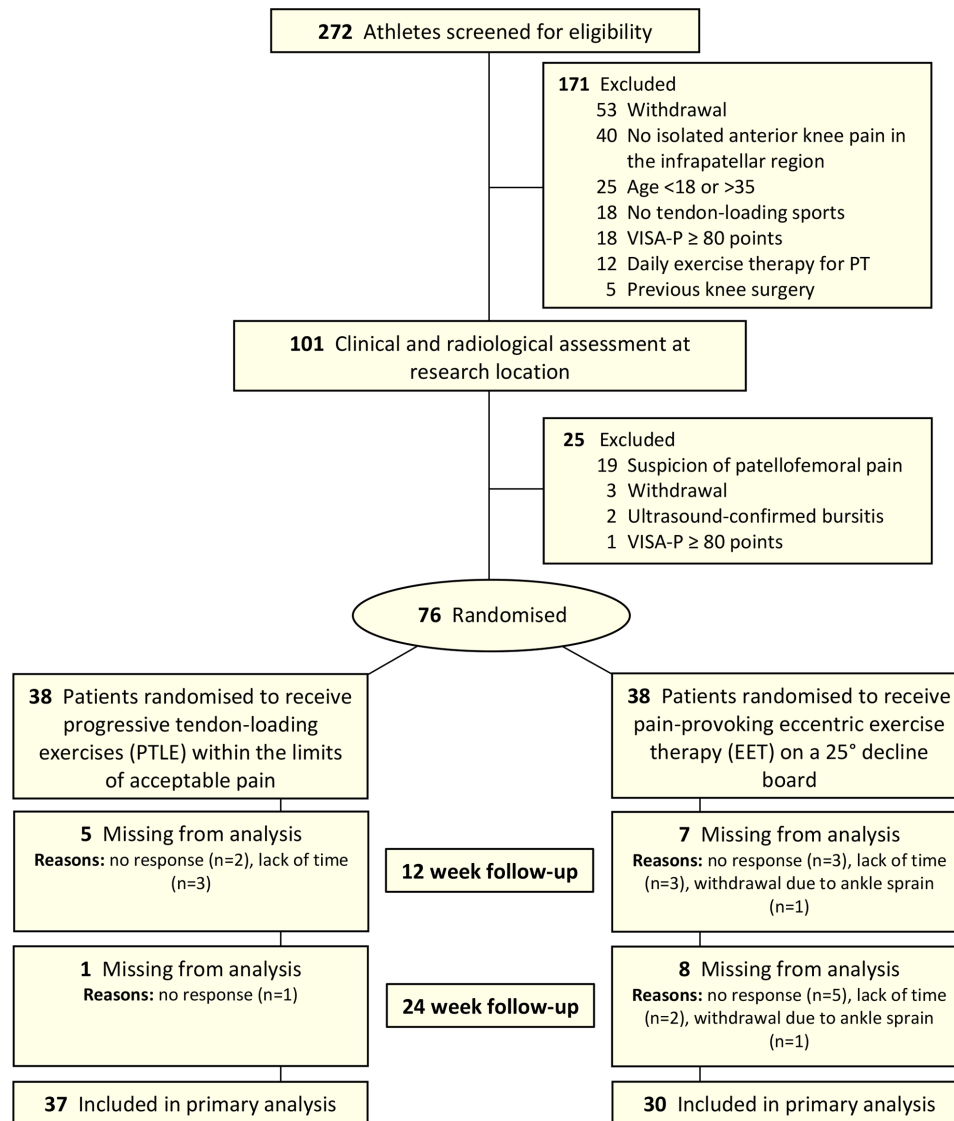 272 Athletes screened for eligibility
171 Excluded
53 Withdrawal
40 No isolated anterior knee pain in
the infrapatellar region
25 Age <18 or >35
18 No tendon-loading sports
18 VISA-P ≥ 80 points
12 Daily exercise therapy for PT
5 Previous knee surgery
101 Clinical and radiological assessment at
research location
25 Excluded
19 Suspicion of patellofemoral pain
3 Withdrawal
2 Ultrasound-confirmed bursitis
1 VISA-P ≥ 80 points
76 Randomised
38 Patients randomised to receive
progressive tendon-loading
exercises (PTLE) within the limits
of acceptable pain
38 Patients randomised to receive
pain-provoking eccentric exercise
therapy (EET) on a 25° decline
board
5 Missing from analysis
Reasons: no response (n=2), lack of time
(n=3)
12 week follow-up
7 Missing from analysis
Reasons: no response (n=3), lack of time
(n=3), withdrawal due to ankle sprain
(n=1)
1 Missing from analysis
Reasons: no response (n=1)
24 week follow-up
8 Missing from analysis
Reasons: no response (n=5), lack of time
(n=2), withdrawal due to ankle sprain
(n=1)
37 Included in primary analysis
30 Included in primary analysis